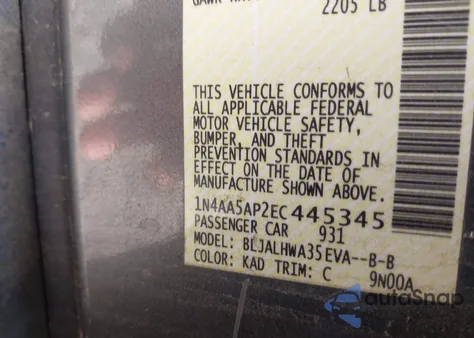 2205 LB
THIS VEHICLE CONFORMS TO
ALL APPLICABLE FEDERAL
MOTOR VEHICLE SAFETY,
BUMPER, AND THEFT
PREVENTION STANDARDS IN
EFFECT ON THE DATE OF
MANUFACTURE SHOWN ABOVE.
1N4AA5AP2EC445345
PASSENGER CAR 931
MODEL: BLJALHWA35EVA--B-B
COLOR: KAD TRIM: C 9N00A
autoSnap